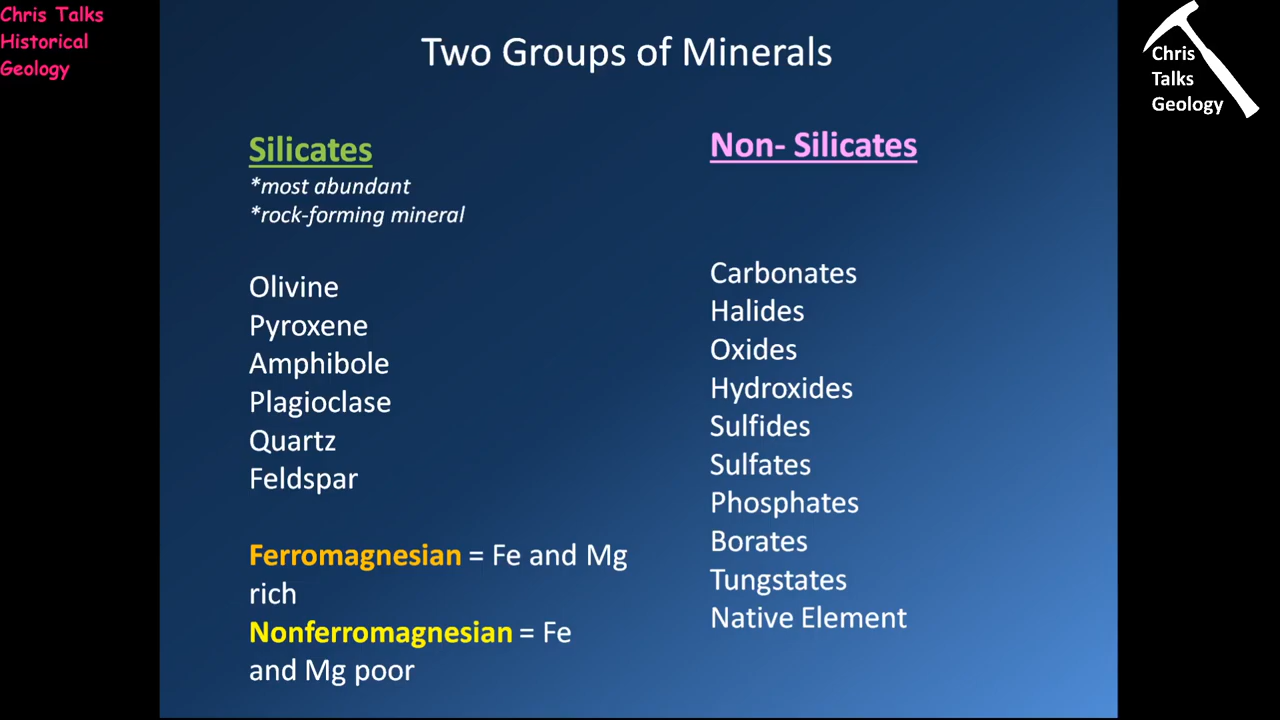 Chris Talks
Historical
Geology
Chris
Talks
Geology
Two Groups of Minerals
Silicates
*most abundant
*rock-forming mineral
Olivine
Pyroxene
Amphibole
Plagioclase
Quartz
Feldspar
Ferromagnesian = Fe and Mg
rich
Nonferromagnesian = Fe
and Mg poor
Non- Silicates
Carbonates
Halides
Oxides
Hydroxides
Sulfides
Sulfates
Phosphates
Borates
Tungstates
Native Element